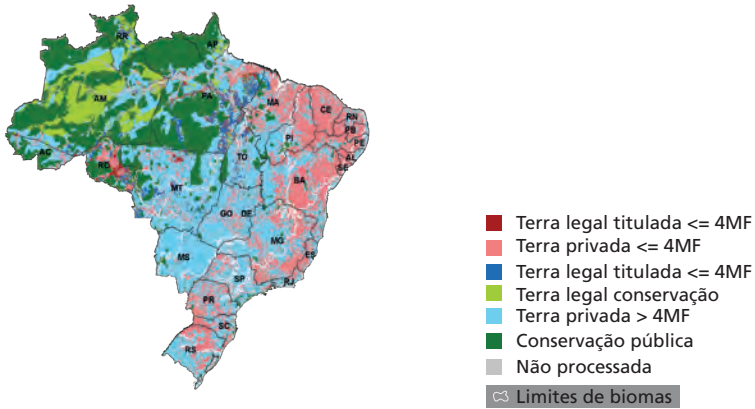 RR
AP
AM
PA
MA
CE
RN
PB
PE
PI
AL
SE
AC
RO
TO
BA
MT
GO
DF
MG
ES
MS
SP
RJ
PR
SC
RS
Terra legal titulada <= 4MF
Terra privada <= 4MF
Terra legal titulada <= 4MF
Terra legal conservação
Terra privada > 4MF
Conservação pública
Não processada
Limites de biomas